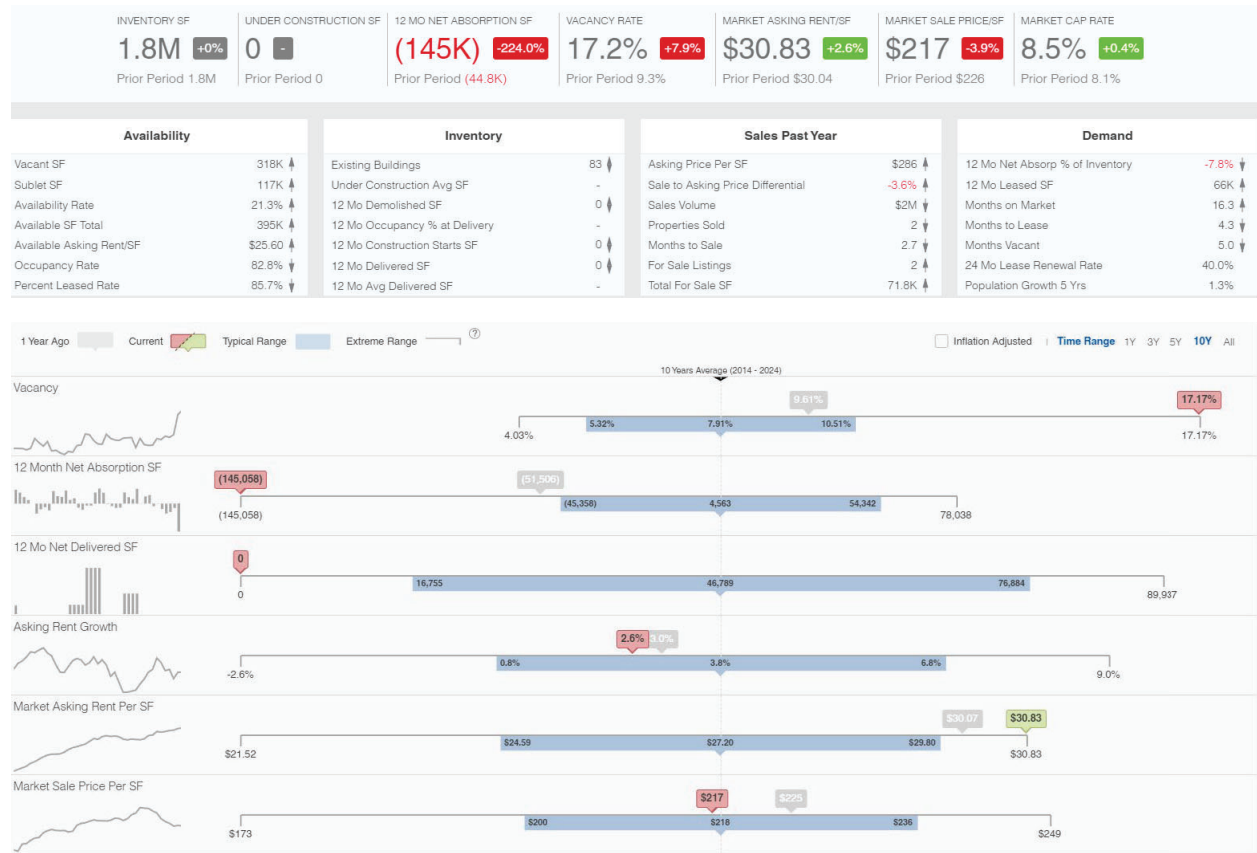 INVENTORY SF UNDER CONSTRUCTION SF 12 MO NET ABSORPTION SF VACANCY RATE MARKET ASKING RENT/SF MARKET SALE PRICE/SF MARKET CAP RATE
1.8M +0% 0 - (145K) -224.0% 17.2% +7.9% $30.83 +2.6% $217 -3.9% 8.5% +0.4%
Prior Period 1.8M Prior Period 0 Prior Period (44.8K) Prior Period 9.3% Prior Period $30.04 Prior Period $226 Prior Period 8.1%
Availability
Vacant SF 318K
Sublet SF 117K
Availability Rate 21.3%
Available SF Total 395K
Available Asking Rent/SF $25.60
Occupancy Rate 82.8%
Percent Leased Rate 85.7%
Inventory
Existing Buildings 83
Under Construction Avg SF -
12 Mo Demolished SF 0
12 Mo Occupancy % at Delivery -
12 Mo Construction Starts SF 0
12 Mo Delivered SF 0
12 Mo Avg Delivered SF -
Sales Past Year
Asking Price Per SF $286
Sale to Asking Price Differential -3.6%
Sales Volume $2M
Properties Sold 2
Months to Sale 2.7
For Sale Listings 2
Total For Sale SF 71.8K
Demand
12 Mo Net Absorp % of Inventory -7.8%
12 Mo Leased SF 66K
Months on Market 16.3
Months to Lease 4.3
Months Vacant 5.0
24 Mo Lease Renewal Rate 40.0%
Population Growth 5 Yrs 1.3%
1 Year Ago Current Typical Range Extreme Range ? Inflation Adjusted Time Range 1Y 3Y 5Y 10Y All
10 Years Average (2014 - 2024)
Vacancy
9.61% 17.17%
5.32% 7.91% 10.51%
4.03% 17.17%
12 Month Net Absorption SF
(145,058) (51,506)
(45,358) 4,563 54,342
(145,058) 78,038
12 Mo Net Delivered SF
0
16,755 46,789 76,884
0 89,937
Asking Rent Growth
2.6% 3.0%
0.8% 3.8% 6.8%
-2.6% 9.0%
Market Asking Rent Per SF
$30.07 $30.83
$24.59 $27.20 $29.80
$21.52 $30.83
Market Sale Price Per SF
$217 $225
$200 $218 $236
$173 $249